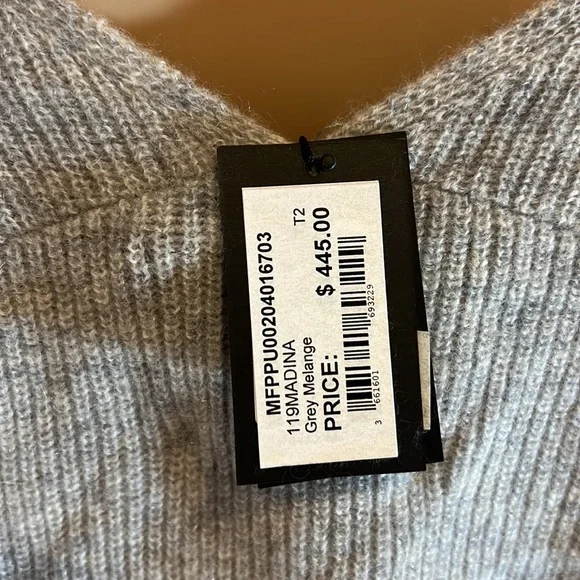 MFPPU00204016703
119MADINA T2
Grey Melange
PRICE: $ 445.00
3 661601 693229